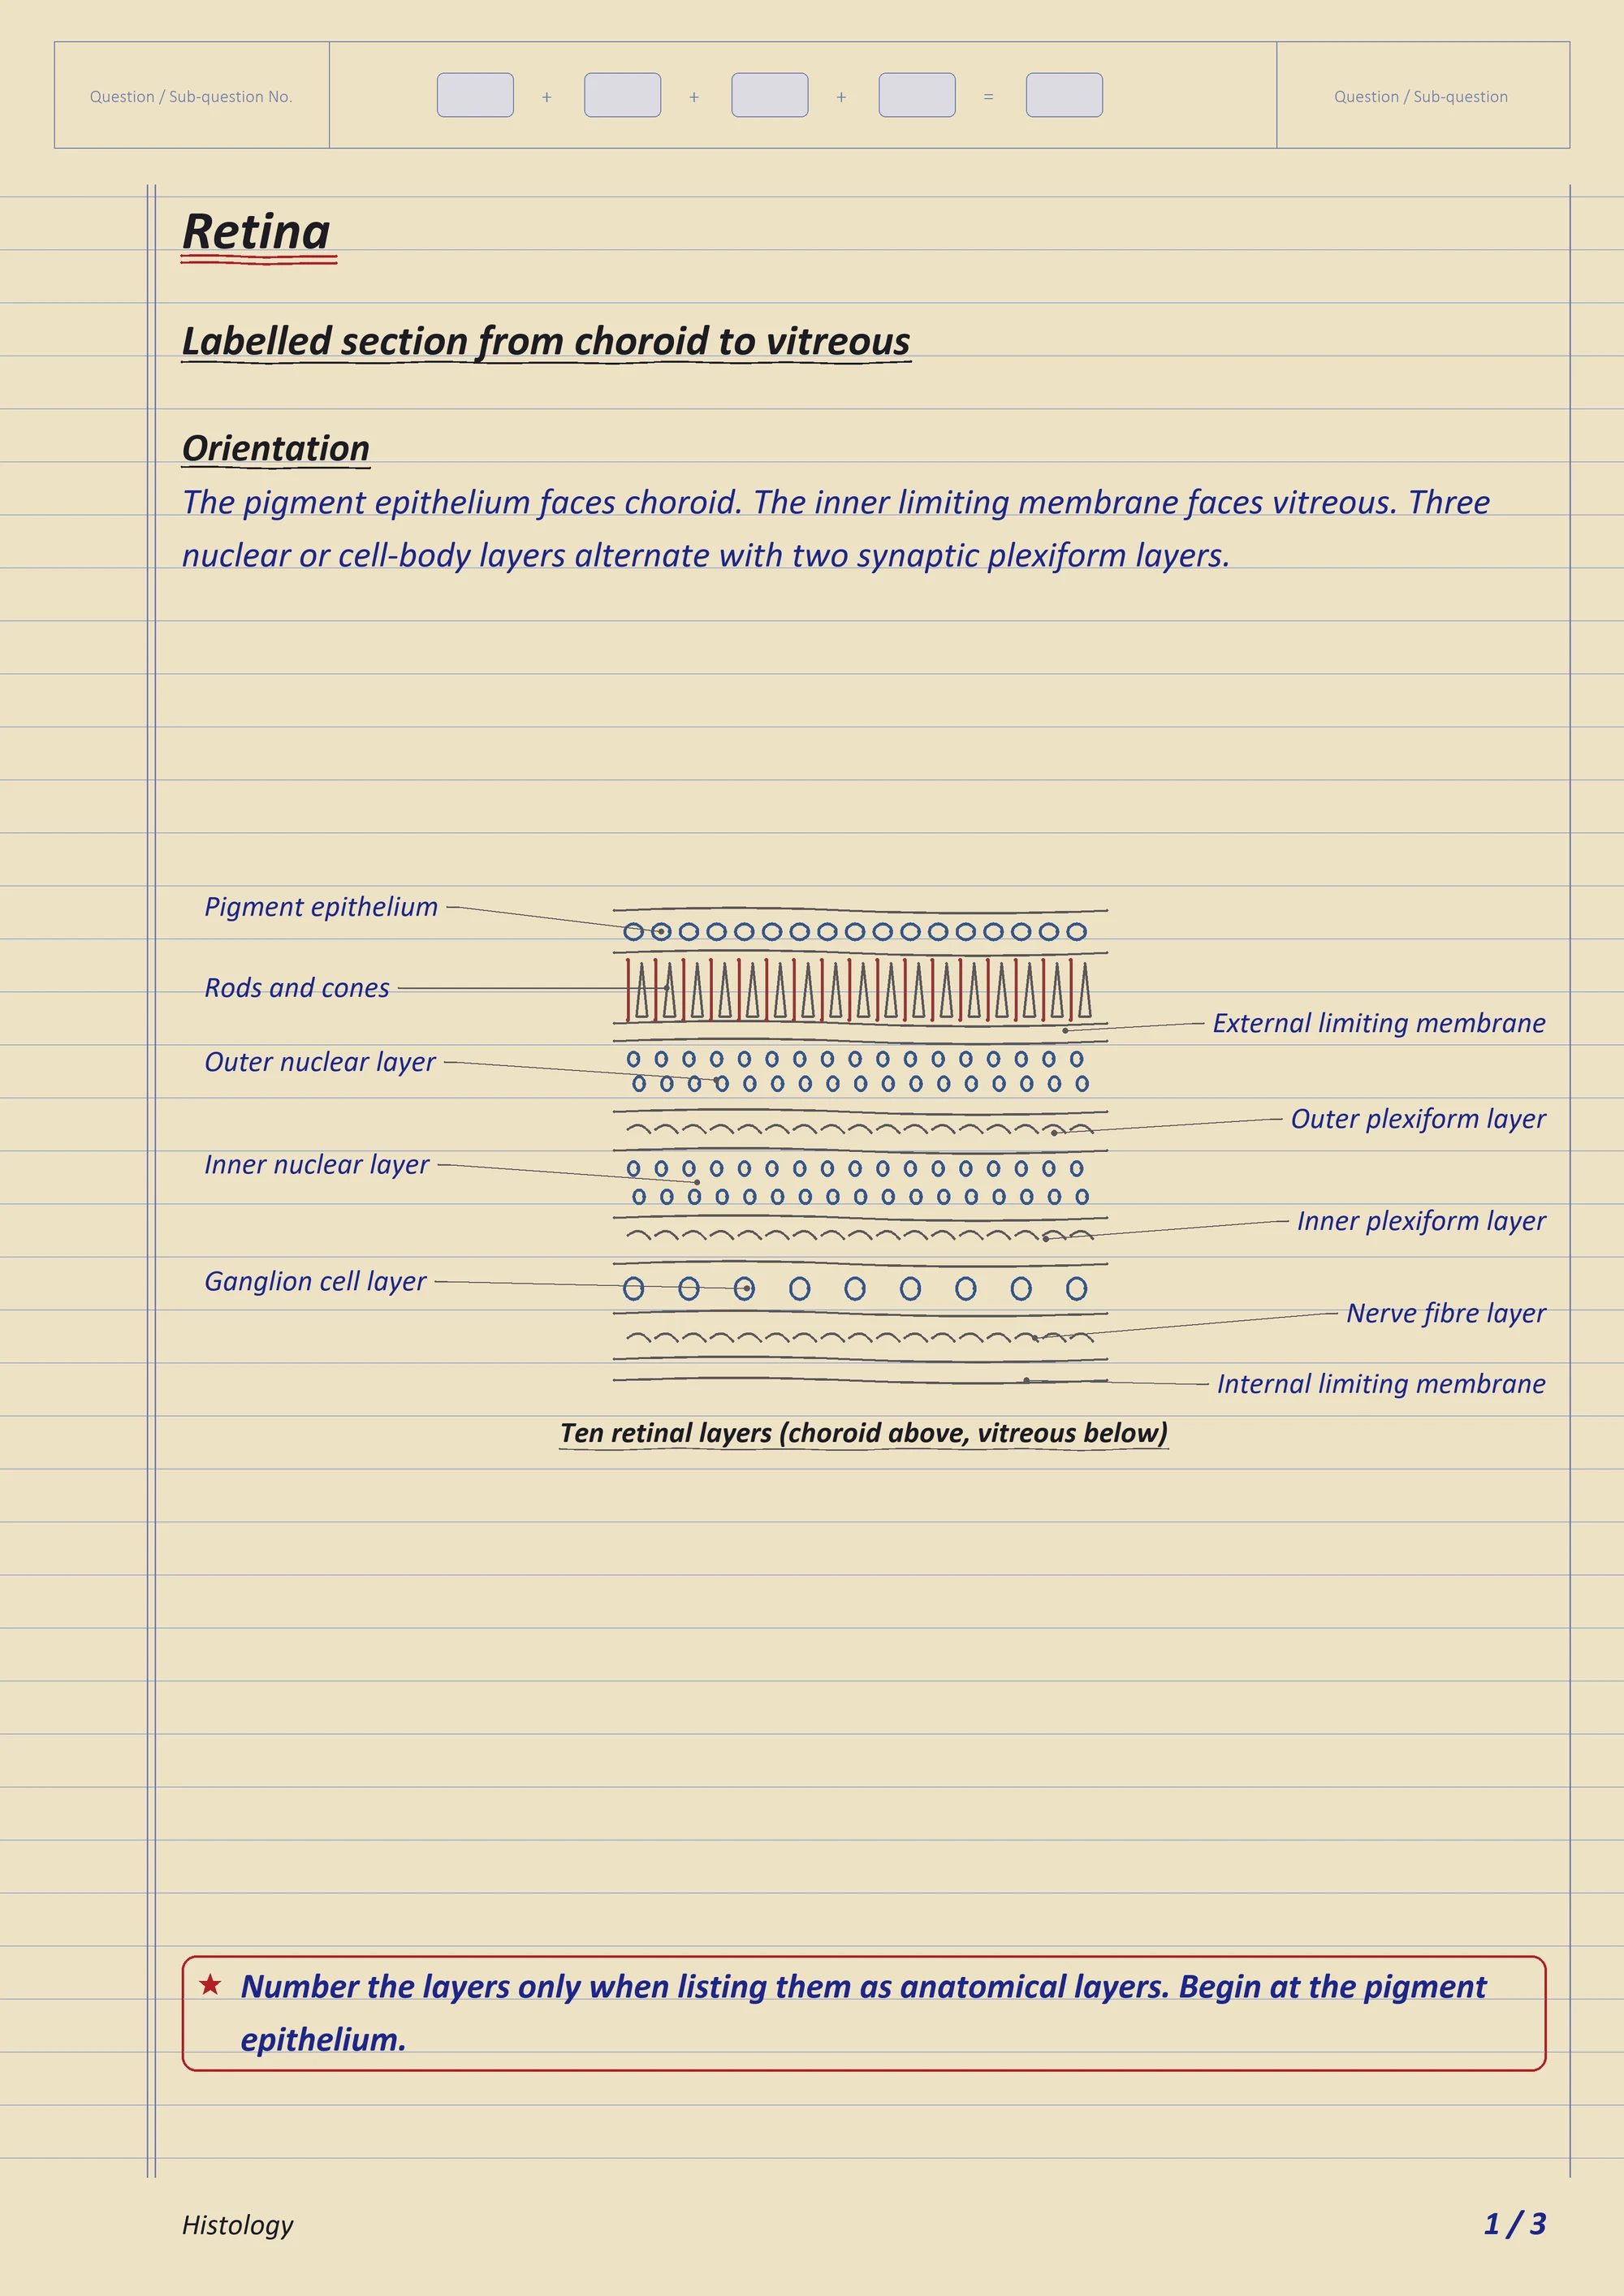 Question / Sub-question No.
+ + + =
Question / Sub-question
Retina
Labelled section from choroid to vitreous
Orientation
The pigment epithelium faces choroid. The inner limiting membrane faces vitreous. Three
nuclear or cell-body layers alternate with two synaptic plexiform layers.
Pigment epithelium
Rods and cones
External limiting membrane
Outer nuclear layer
Outer plexiform layer
Inner nuclear layer
Inner plexiform layer
Ganglion cell layer
Nerve fibre layer
Internal limiting membrane
Ten retinal layers (choroid above, vitreous below)
★ Number the layers only when listing them as anatomical layers. Begin at the pigment
epithelium.
Histology
1 / 3